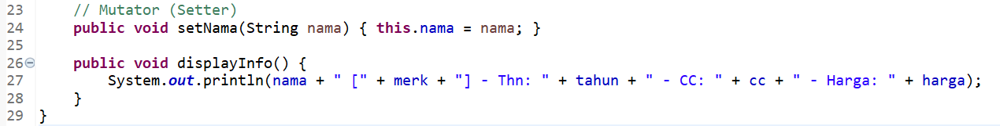 23 // Mutator (Setter)
24 public void setNama(String nama) { this.nama = nama; }
25
26 public void displayInfo() {
27 System.out.println(nama + " [" + merk + "] - Thn: " + tahun + " - CC: " + cc + " - Harga: " + harga);
28 }
29 }